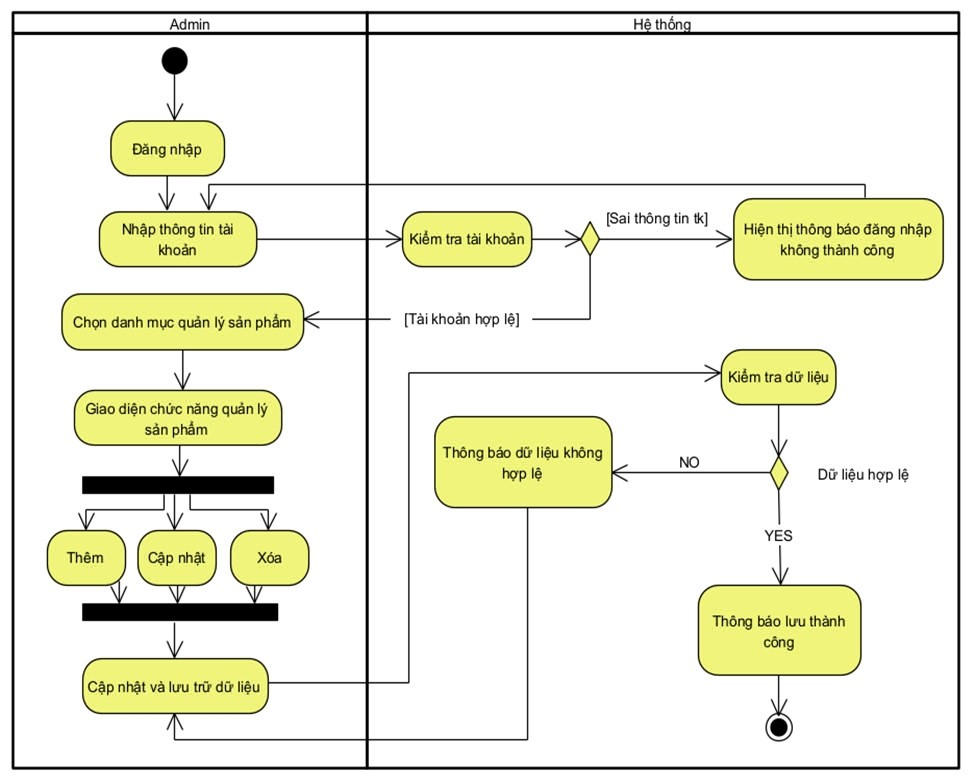 Admin
Hệ thống
Đăng nhập
Nhập thông tin tài
khoản
Kiểm tra tài khoản
[Sai thông tin tk]
Hiện thị thông báo đăng nhập
không thành công
[Tài khoản hợp lệ]
Chọn danh mục quản lý sản phẩm
Giao diện chức năng quản lý
sản phẩm
Thêm
Cập nhật
Xóa
Cập nhật và lưu trữ dữ liệu
Kiểm tra dữ liệu
Dữ liệu hợp lệ
NO
Thông báo dữ liệu không
hợp lệ
YES
Thông báo lưu thành
công